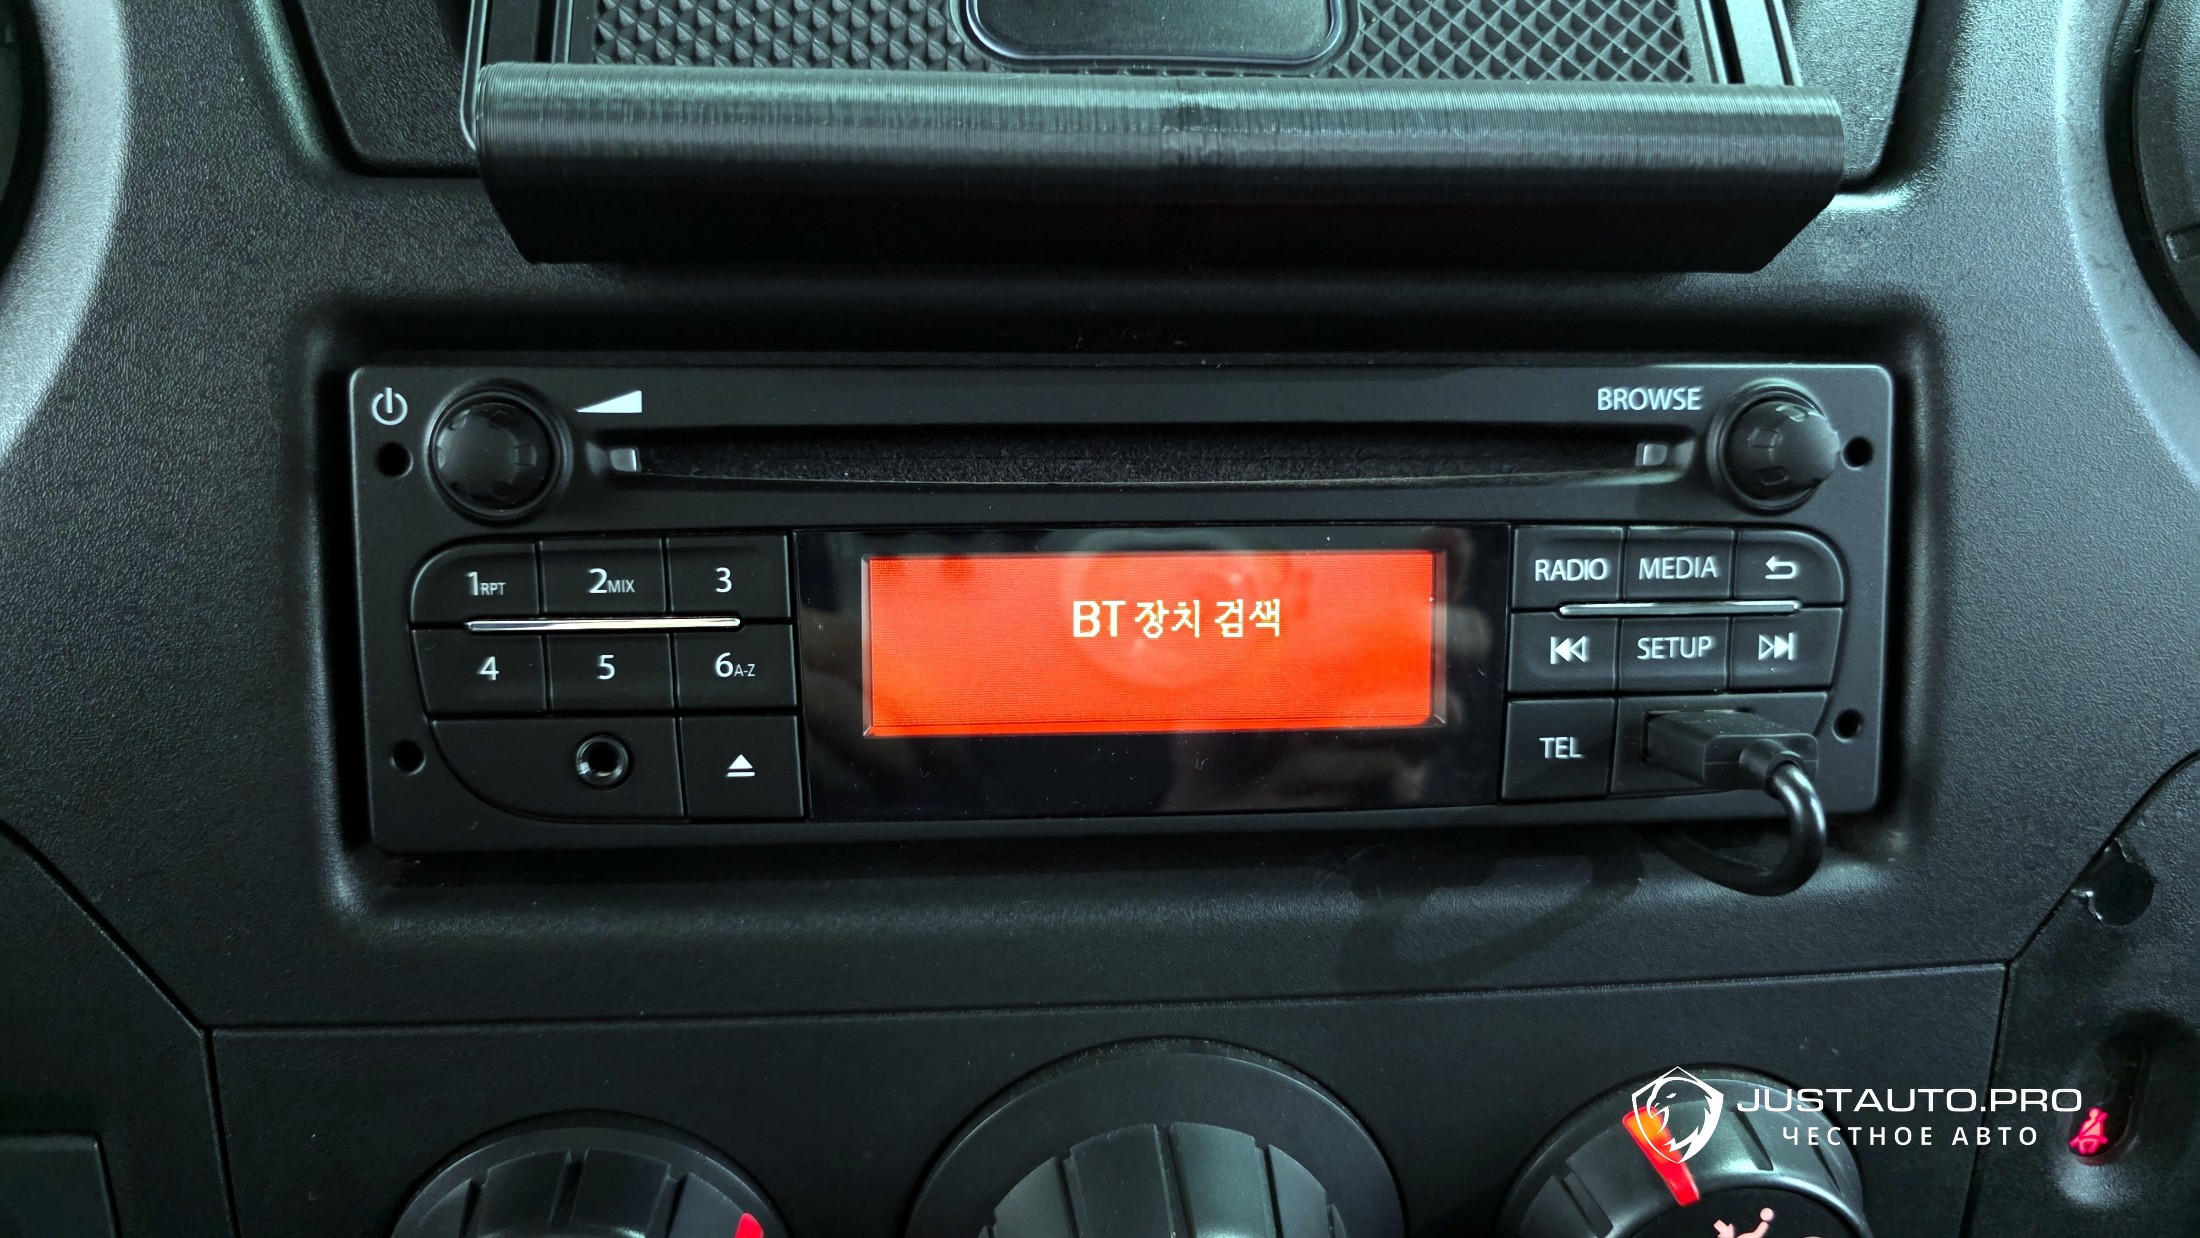 BROWSE
1RPT
2MIX
3
RADIO
MEDIA
BT 장치 검색
4
5
6A-Z
SETUP
TEL
JUSTAUTO.PRO
ЧЕСТНОЕ АВТО